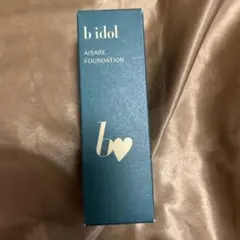 b idol
AISARE
FOUNDATION
b♥